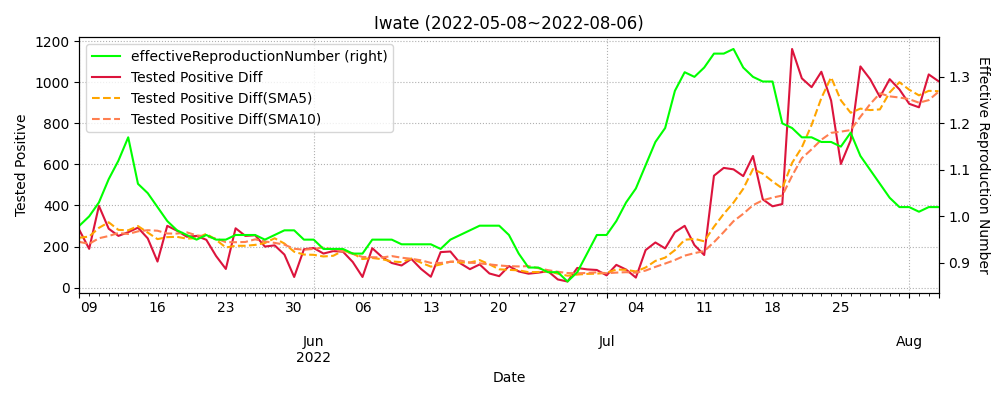 Iwate (2022-05-08~2022-08-06)
effectiveReproductionNumber (right)
Tested Positive Diff
Tested Positive Diff(SMA5)
Tested Positive Diff(SMA10)
Tested Positive
1200
1000
800
600
400
200
0
1.3
1.2
1.1
1.0
0.9
Effective Reproduction Number
09 16 23 30 06 13 20 27 04 11 18 25
Jun Jul Aug
2022
Date